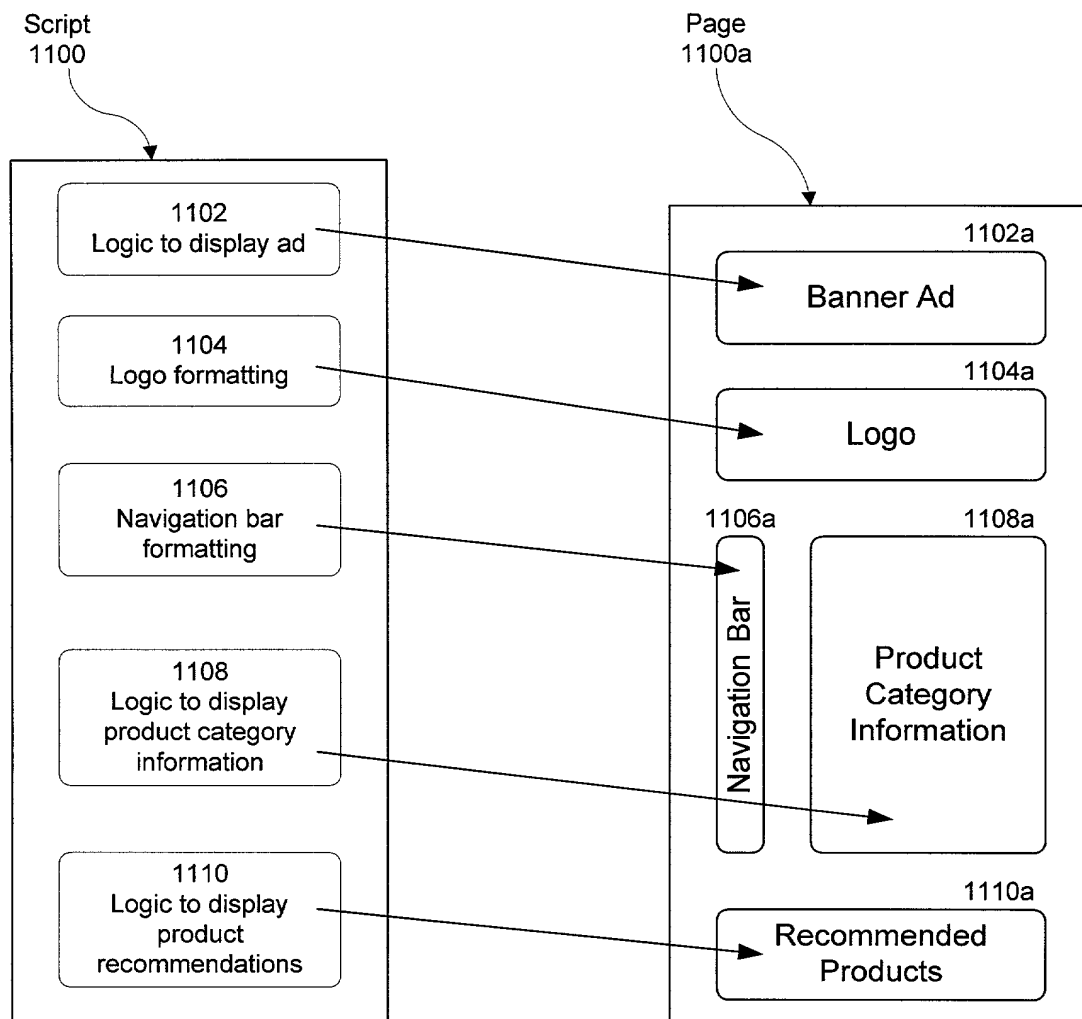 Script
1100
Page
1100a
1102
Logic to display ad
1104
Logo formatting
1106
Navigation bar
formatting
1108
Logic to display
product category
information
1110
Logic to display
product
recommendations
1102a
Banner Ad
1104a
Logo
1106a
Navigation Bar
1108a
Product
Category
Information
1110a
Recommended
Products